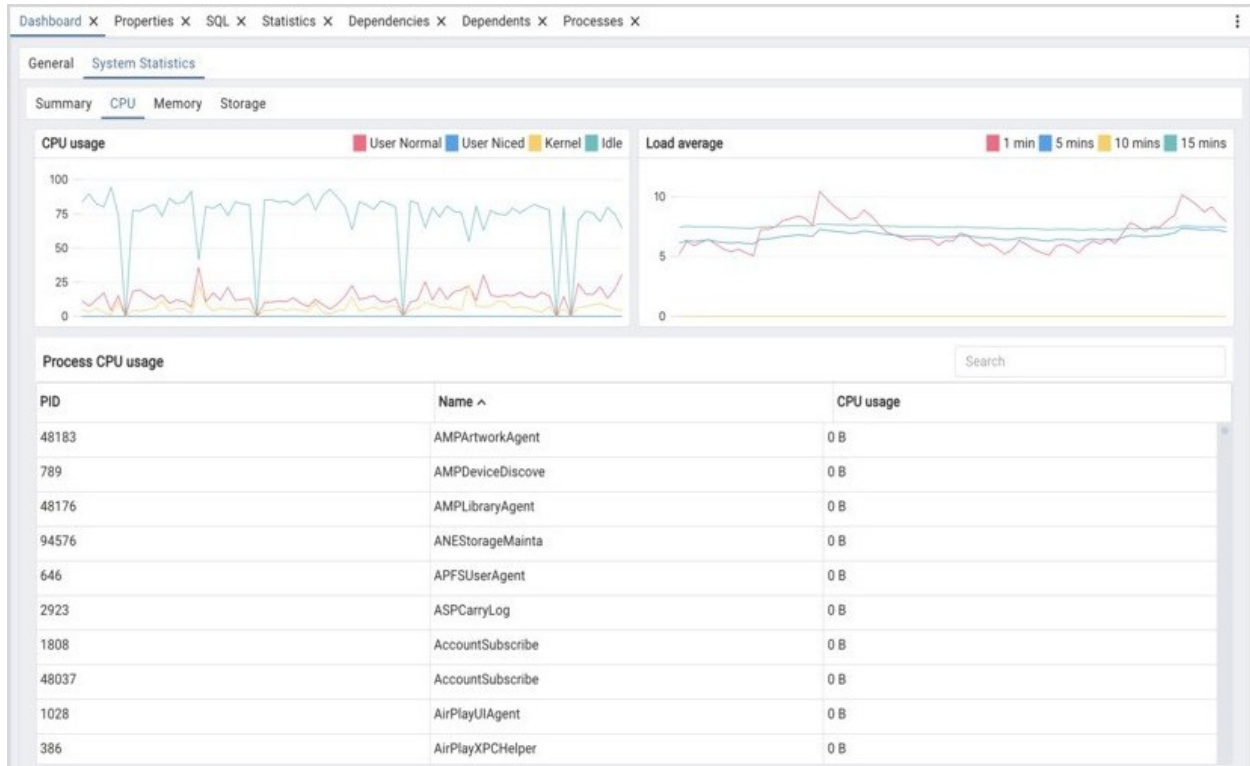 Dashboard X Properties X SQL X Statistics X Dependencies X Dependents X Processes X
General System Statistics
Summary CPU Memory Storage
CPU usage User Normal User Niced Kernel Idle
100
75
50
25
0
Load average 1 min 5 mins 10 mins 15 mins
10
5
0
Process CPU usage Search
PID Name CPU usage
48183 AMPArtworkAgent 0 B
789 AMPDeviceDiscove 0 B
48176 AMPLibraryAgent 0 B
94576 ANEStorageMainta 0 B
646 APFSUserAgent 0 B
2923 ASPCarryLog 0 B
1808 AccountSubscribe 0 B
48037 AccountSubscribe 0 B
1028 AirPlayUIAgent 0 B
386 AirPlayXPCHelper 0 B